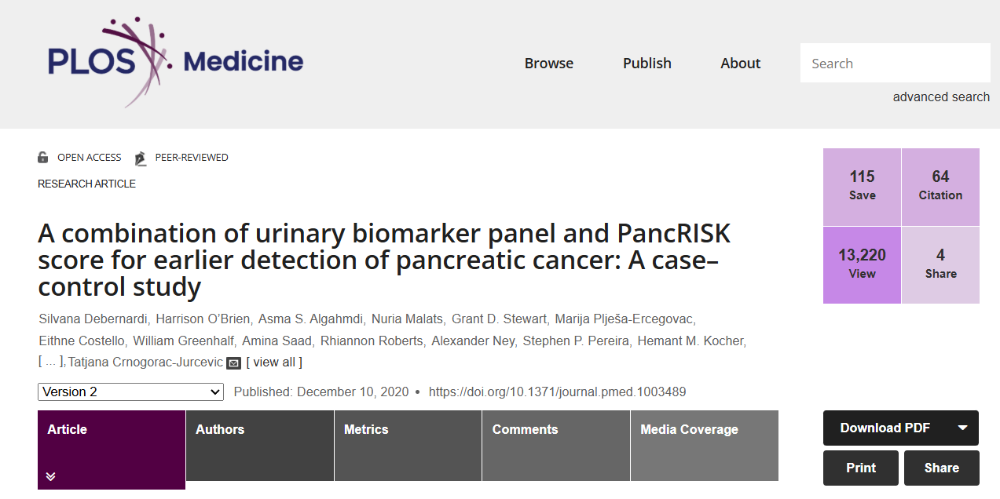 PLOS Medicine
Browse Publish About Search
advanced search
OPEN ACCESS PEER-REVIEWED
RESEARCH ARTICLE
A combination of urinary biomarker panel and PancRISK
score for earlier detection of pancreatic cancer: A case–
control study
Silvana Debernardi, Harrison O’Brien, Asma S. Algahmdi, Nuria Malats, Grant D. Stewart, Marija Plješa-Ercegovac,
Eithne Costello, William Greenhalf, Amina Saad, Rhiannon Roberts, Alexander Ney, Stephen P. Pereira, Hemant M. Kocher,
[ ... ], Tatjana Crnogorac-Jurcevic [ view all ]
Version 2 Published: December 10, 2020 • https://doi.org/10.1371/journal.pmed.1003489
115 64
Save Citation
13,220 4
View Share
Article Authors Metrics Comments Media Coverage
Download PDF
Print Share